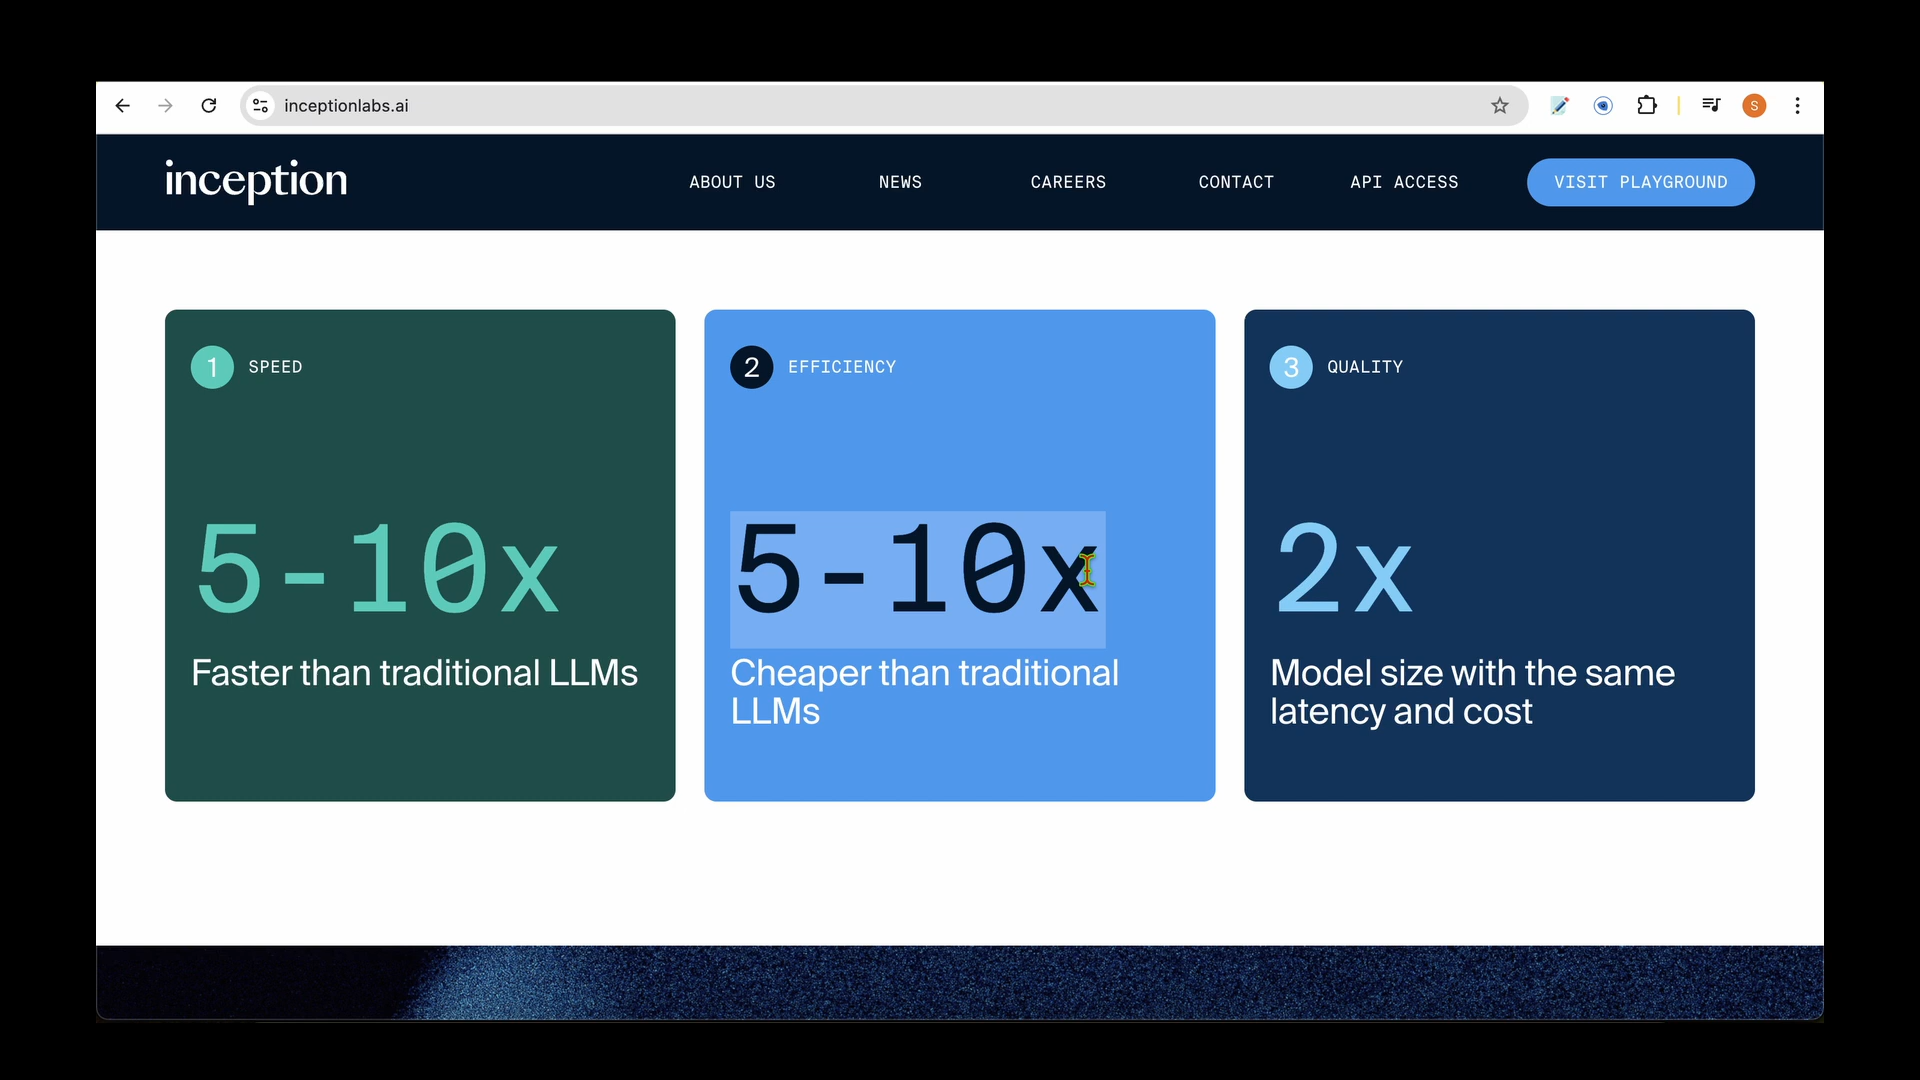 inceptionlabs.ai
S
inception
ABOUT US
NEWS
CAREERS
CONTACT
API ACCESS
VISIT PLAYGROUND
1 SPEED
5-10x
Faster than traditional LLMs
2 EFFICIENCY
5-10x
Cheaper than traditional
LLMs
3 QUALITY
2x
Model size with the same
latency and cost